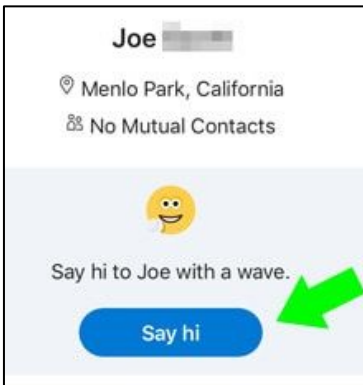 Joe
Menlo Park, California
No Mutual Contacts
Say hi to Joe with a wave.
Say hi